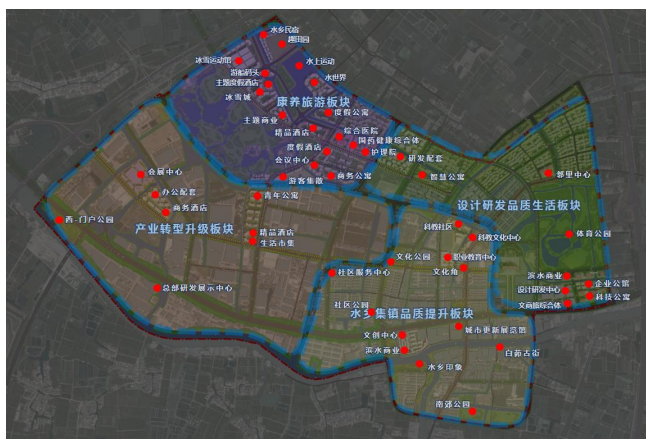 水乡民宿
趣田园
冰雪运动馆
水上运动
游船码头
主题度假酒店
水世界
冰雪城
康养旅游板块
度假公寓
主题商业
精品酒店
综合医院
国药健康综合体
度假酒店
护理院
研发配套
会议中心
游客集散
商务公寓
智慧公寓
邻里中心
会展中心
办公配套
青年公寓
商务酒店
设计研发品质生活板块
西-门户公园
产业转型升级板块
精品酒店
生活市集
科教社区
科教文化中心
体育公园
文化公园
职业教育中心
文化角
社区服务中心
滨水商业
企业公馆
总部研发展示中心
设计研发中心
科技公寓
文商旅综合体
社区公园
水乡集镇品质提升板块
城市更新展览馆
文创中心
滨水商业
白茆古街
水乡印象
南郊公园